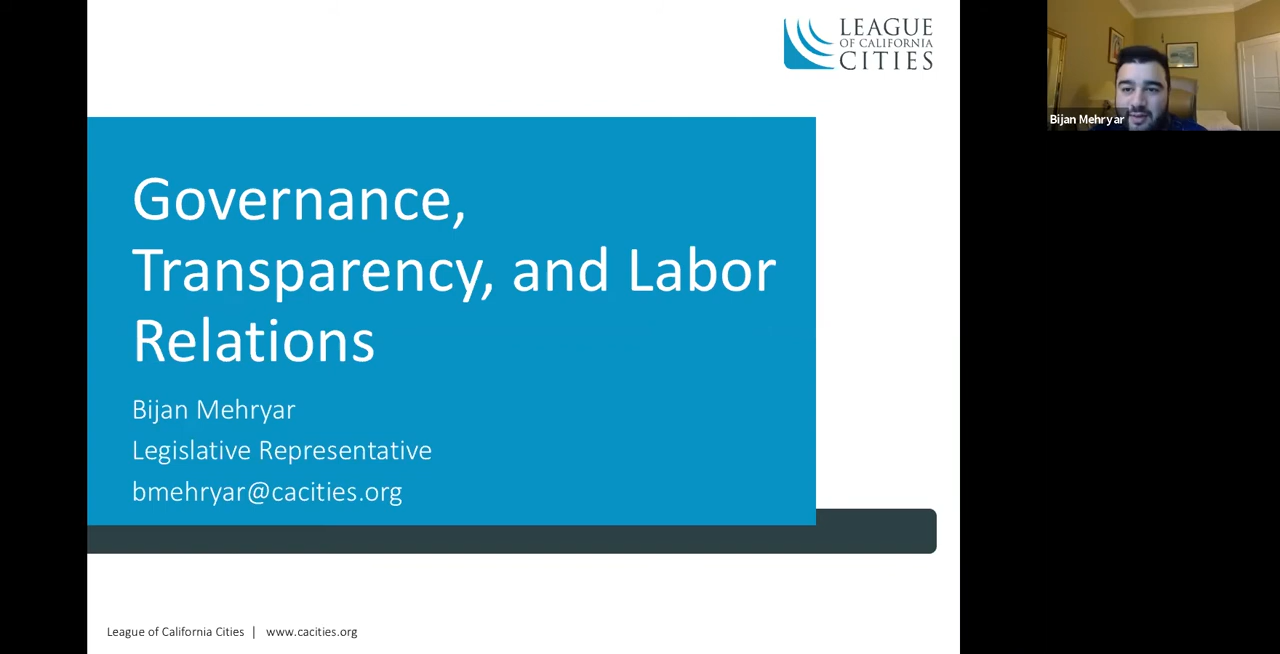 LEAGUE
OF CALIFORNIA
CITIES
Bijan Mehryar
Governance,
Transparency, and Labor
Relations
Bijan Mehryar
Legislative Representative
bmehryar@cacities.org
League of California Cities | www.cacities.org